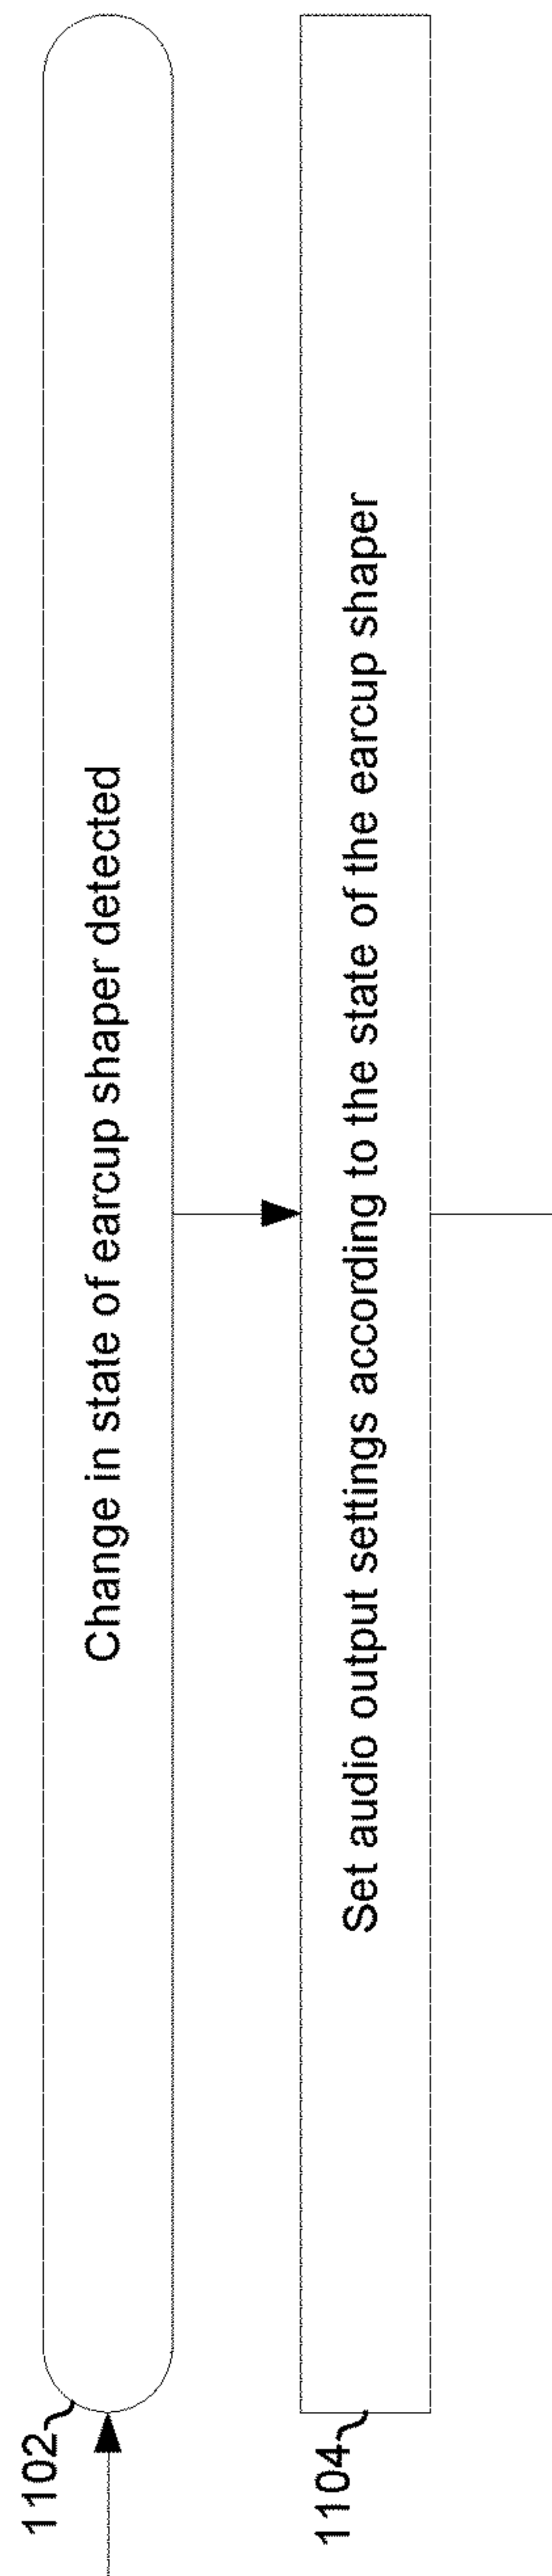 1102
Change in state of earcup shaper detected
1104
Set audio output settings according to the state of the earcup shaper